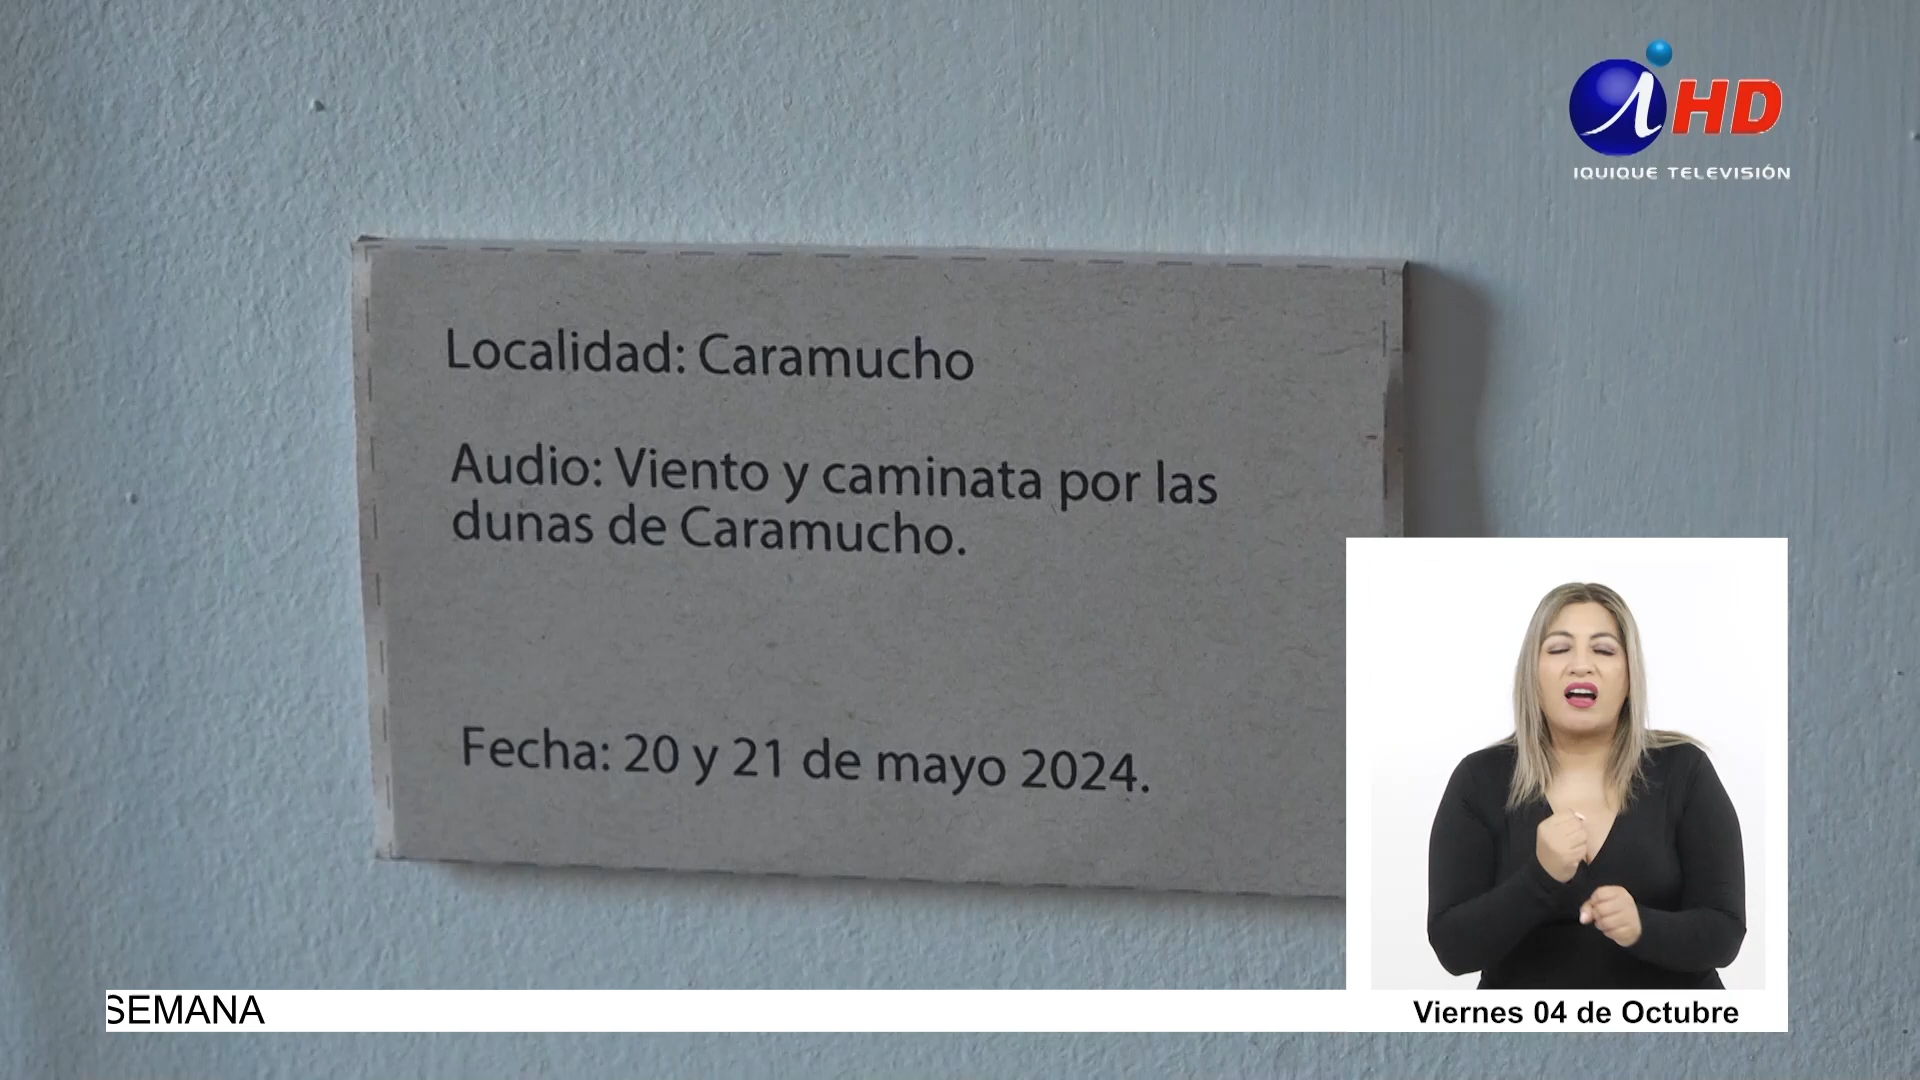 HD
IQUIQUE TELEVISIÓN
Localidad: Caramucho
Audio: Viento y caminata por las
dunas de Caramucho.
Fecha: 20 y 21 de mayo 2024.
SEMANA
Viernes 04 de Octubre